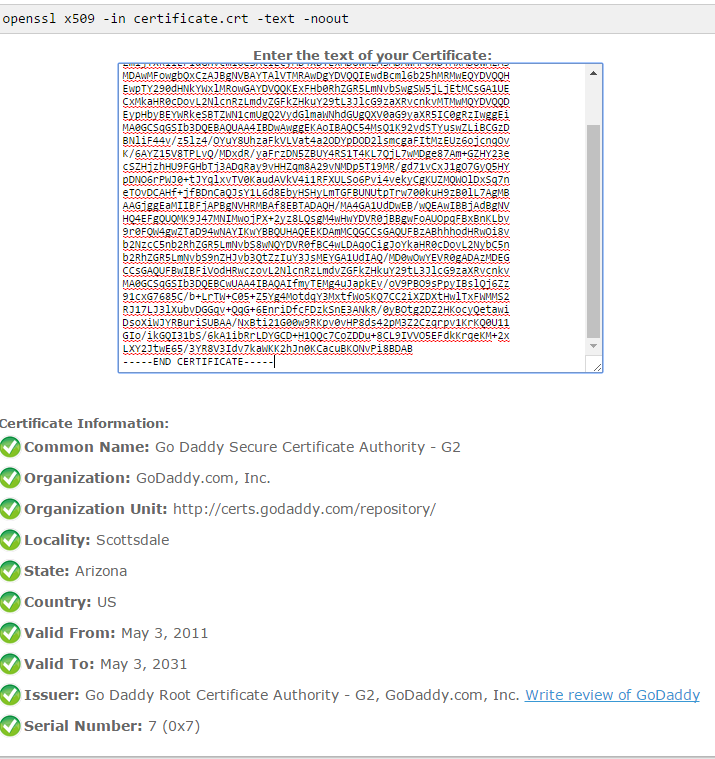 openssl x509 -in certificate.crt -text -noout
Enter the text of your Certificate:
MDAwMFowgbQxCzAJBgNVBAYTAlVTMRAwDgYDVQQIEwdBcml6b25hMRMwEQYDVQQH
EwpTY290dHNkYWxlMRowGAYDVQQKExFHb0RhZGR5LmNvbSwgSW5jLjEtMCsGA1UE
CxMkaHR0cDovL2NlcnRzLmdvZGFkZHkuY29tL3JlcG9zaXRvcnkvMTMwMQYDVQQD
EypHbyBEYWRkeSBTZWN1cmUgQ2VydGlmaWNhdGUgQXV0aG9yaXR5IC0gRzIwggEi
MA0GCSqGSIb3DQEBAQUAA4IBDwAwggEKAoIBAQC54MsQ1K92vdSTYuswZLiBCGzD
BNliF44v/z5lz4/OYuY8UhzaFkVLVat4a2ODYpDOD2lsmcgaFItMzEUz6ojcnqOv
K/6AYZ15V8TPLvQ/MDxdR/yaFrzDN5ZBUY4RS1T4KL7QjL7wMDge87Am+GZHY23e
cSZHjzhHU9FGHbTj3ADqRay9vHHZqm8A29vNMDp5T19MR/gd71vCxJ1gO7GyQ5HY
pDNO6rPWJ0+tJYqlxvTV0KaudAVkV4i1RFXULSo6Pvi4vekyCgKUZMQWOlDxSq7n
eTOvDCAHf+jfBDnCaQJsY1L6d8EbyHSHyLmTGFBUNUtpTrw700kuH9zB0lL7AgMB
AAGjggEaMIIBFjAPBgNVHRMBAf8EBTADAQH/MA4GA1UdDwEB/wQEAwIBBjAdBgNV
HQ4EFgQUQMK9J47MNIMwojPX+2yz8LQsgM4wHwYDVR0jBBgwFoAUOpqFBxBnKLbv
9r0FQW4gwZTaD94wNAYIKwYBBQUHAQEEKDAmMCQGCCsGAQUFBzABhhhodHRwOi8v
b2NzcC5nb2RhZGR5LmNvbS8wNQYDVR0fBC4wLDAqoCigJoYkaHR0cDovL2NybC5n
b2RhZGR5LmNvbS9nZHJvb3QtZzIuY3JsMEYGA1UdIAQ/MD0wOwYEVR0gADAzMDEG
CCsGAQUFBwIBFiVodHRwczovL2NlcnRzLmdvZGFkZHkuY29tL3JlcG9zaXRvcnkv
MA0GCSqGSIb3DQEBCwUAA4IBAQAIfmyTEMg4uJapkEv/oV9PBO9sPpyIBslQj6Zz
91cxG7685C/b+LrTW+C05+Z5Yg4MotdqY3MxtfWoSKQ7CC2iXZDXtHwlTxFWMMS2
RJ17LJ3lXubvDGGqv+QqG+6EnriDfcFDzkSnE3ANkR/0yBOtg2DZ2HKocyQetawi
DsoXiWJYRBuriSUBAA/NxBti21G00w9RKpv0vHP8ds42pM3Z2Czqrpv1KrKQ0U11
GIo/ikGQI31bS/6kA1ibRrLDYGCD+H1QQc7CoZDDu+8CL9IVVO5EFdkKrqeKM+2x
LXY2JtwE65/3YR8V3Idv7kaWKK2hJn0KCacuBKONvPi8BDAB
-----END CERTIFICATE-----
Certificate Information:
Common Name: Go Daddy Secure Certificate Authority - G2
Organization: GoDaddy.com, Inc.
Organization Unit: http://certs.godaddy.com/repository/
Locality: Scottsdale
State: Arizona
Country: US
Valid From: May 3, 2011
Valid To: May 3, 2031
Issuer: Go Daddy Root Certificate Authority - G2, GoDaddy.com, Inc. Write review of GoDaddy
Serial Number: 7 (0x7)